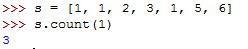 >>> s = [1, 1, 2, 3, 1, 5, 6]
>>> s.count(1)
3